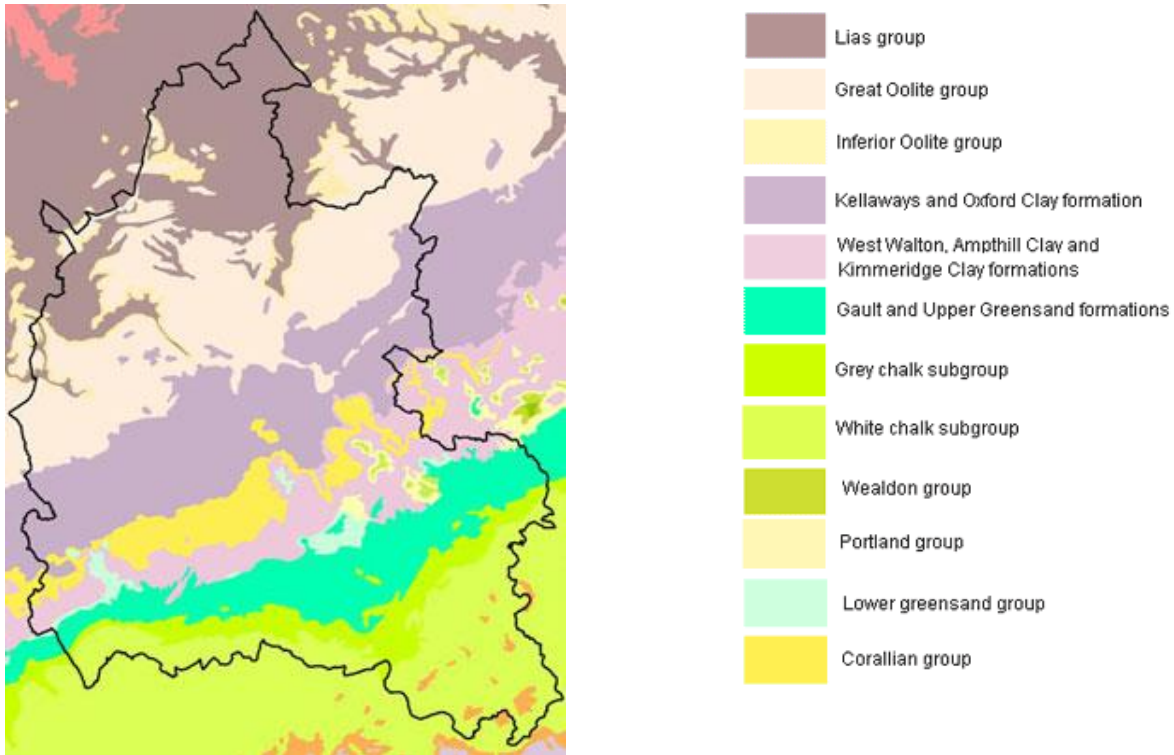 Lias group
Great Oolite group
Inferior Oolite group
Kellaways and Oxford Clay formation
West Walton, Ampthill Clay and
Kimmeridge Clay formations
Gault and Upper Greensand formations
Grey chalk subgroup
White chalk subgroup
Wealdon group
Portland group
Lower greensand group
Corallian group